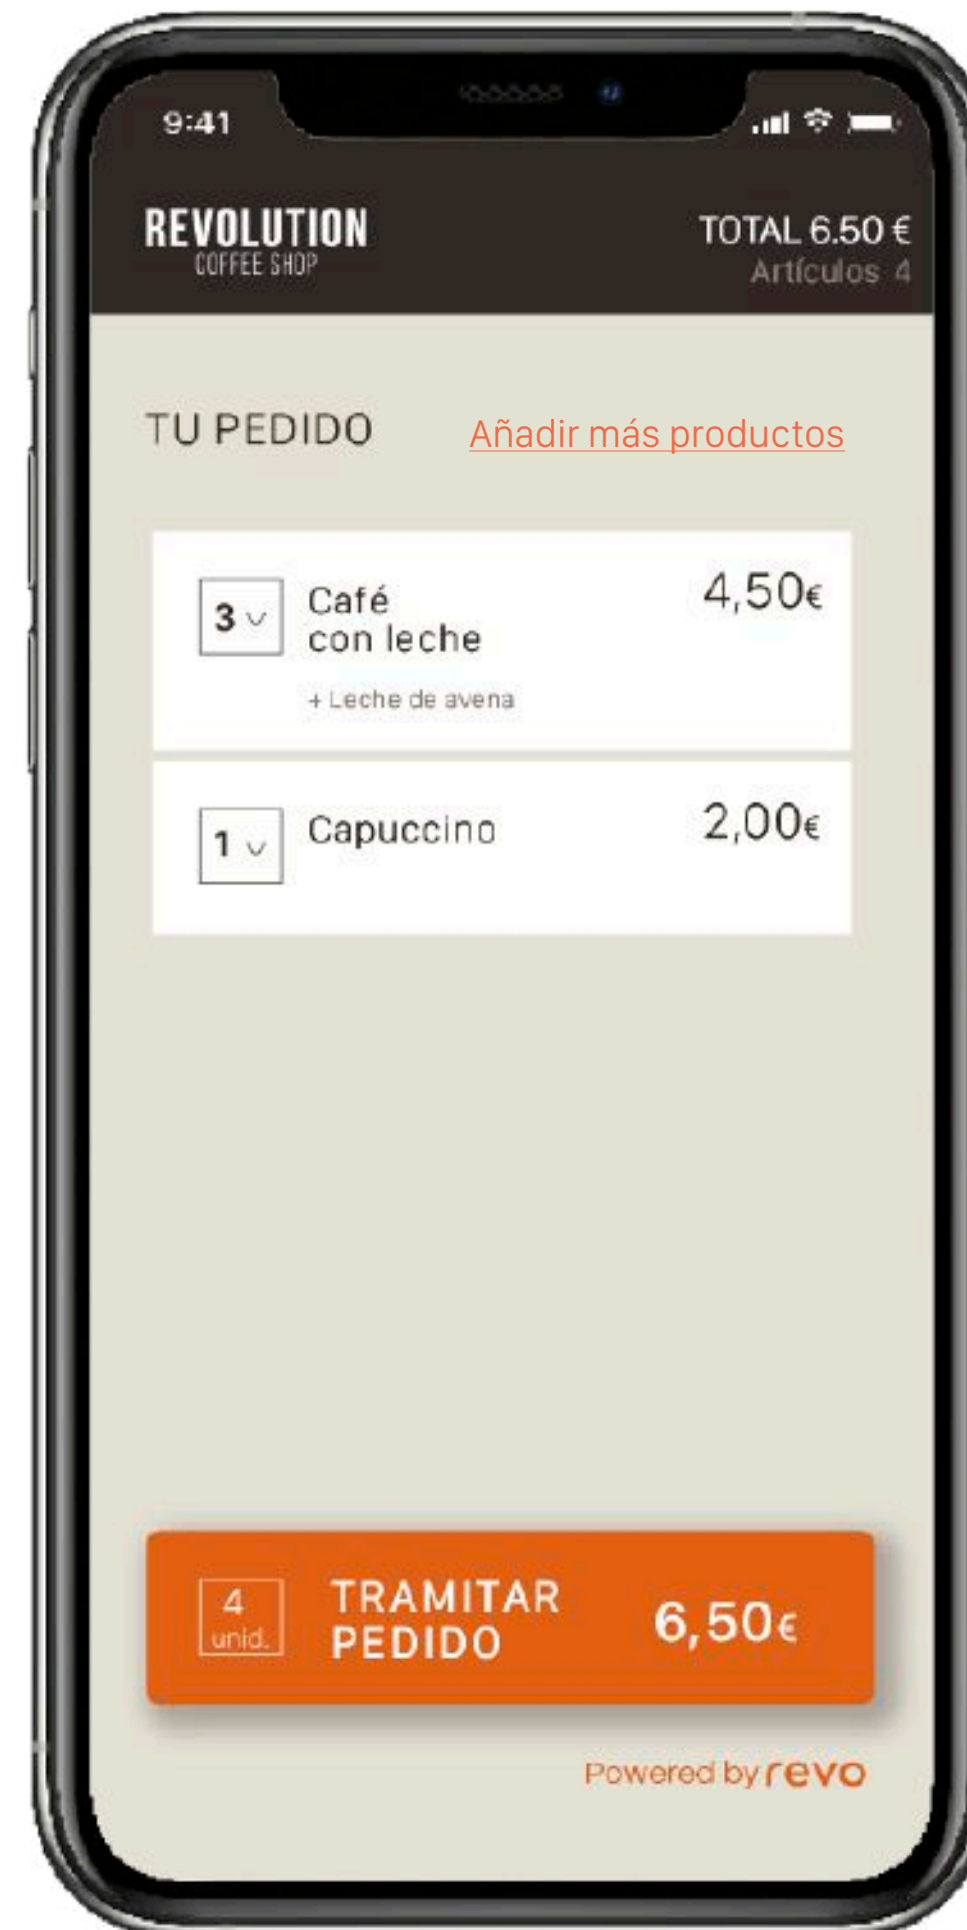 9:41
REVOLUTION
COFFEE SHOP
TOTAL 6.50 €
Artículos 4
TU PEDIDO
Añadir más productos
3
Café
con leche
4,50€
+ Leche de avena
1
Capuccino
2,00€
4
unid.
TRAMITAR
PEDIDO
6,50€
Powered by revo